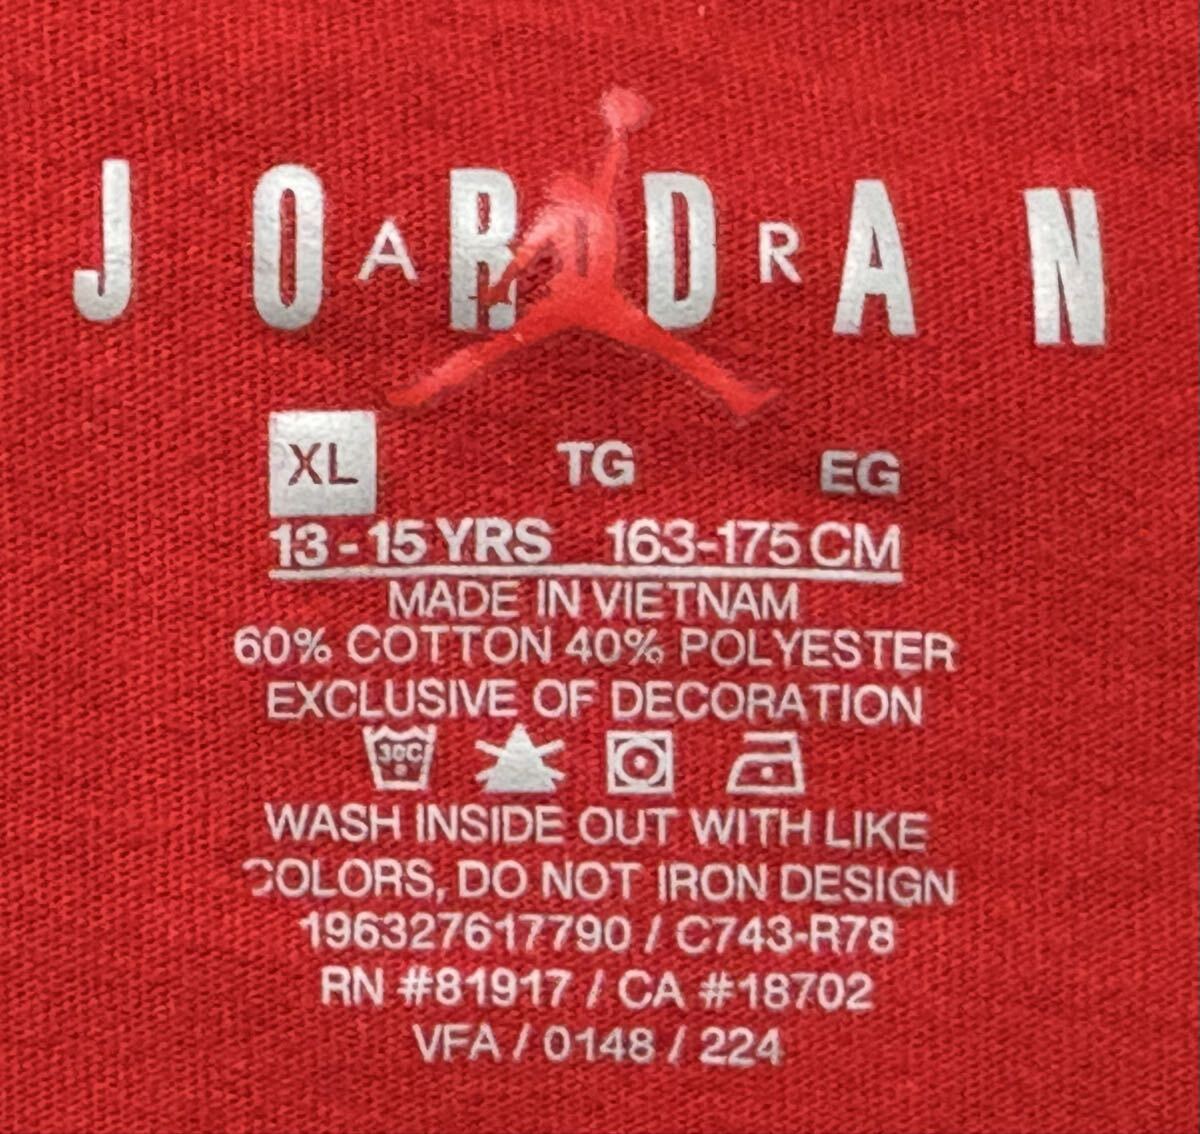 JORDAN
AIR
XL TG EG
13-15 YRS 163-175 CM
MADE IN VIETNAM
60% COTTON 40% POLYESTER
EXCLUSIVE OF DECORATION
30C
WASH INSIDE OUT WITH LIKE
COLORS, DO NOT IRON DESIGN
196327617790 / C743-R78
RN #81917 / CA #18702
VFA / 0148 / 224